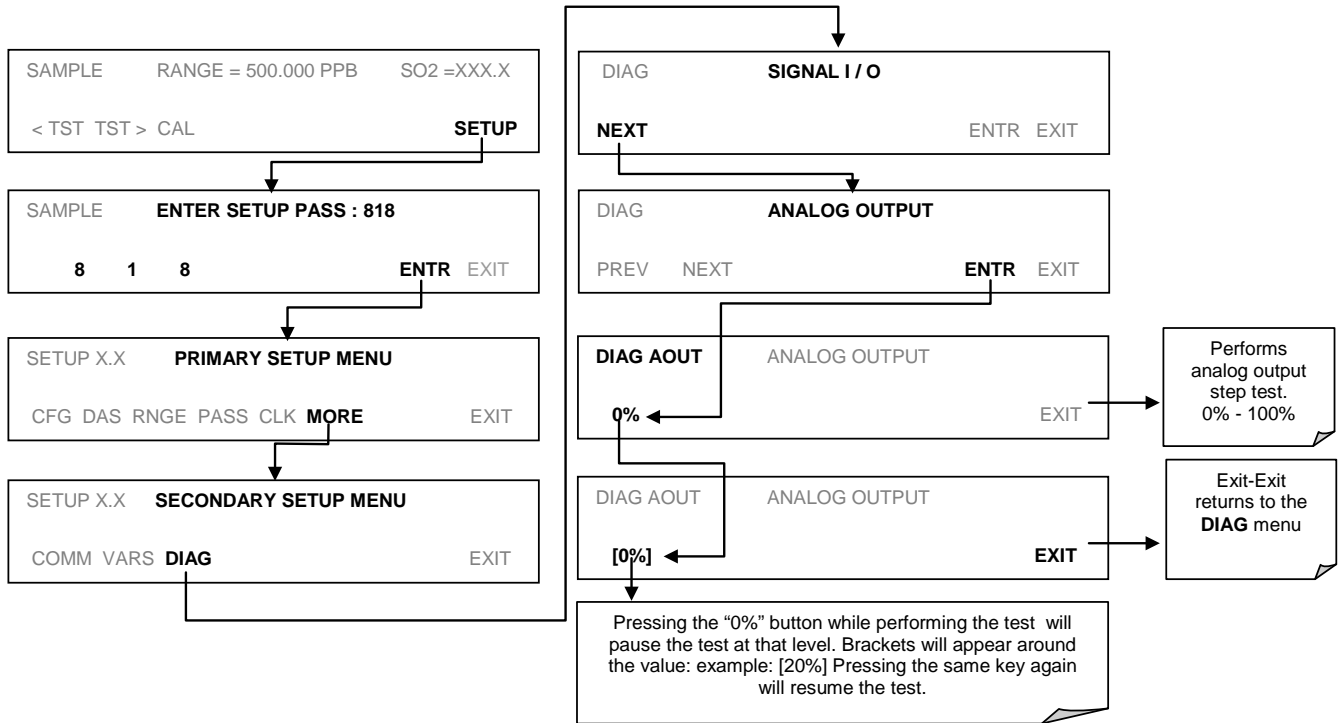 SAMPLE RANGE = 500.000 PPB SO2 =XXX.X
< TST TST > CAL SETUP
SAMPLE ENTER SETUP PASS : 818
8 1 8 ENTR EXIT
SETUP X.X PRIMARY SETUP MENU
CFG DAS RNGE PASS CLK MORE EXIT
SETUP X.X SECONDARY SETUP MENU
COMM VARS DIAG EXIT
DIAG SIGNAL I / O
NEXT ENTR EXIT
DIAG ANALOG OUTPUT
PREV NEXT ENTR EXIT
DIAG AOUT ANALOG OUTPUT
0% EXIT
Performs
analog output
step test.
0% - 100%
DIAG AOUT ANALOG OUTPUT
[0%] EXIT
Exit-Exit
returns to the
DIAG menu
Pressing the “0%” button while performing the test will
pause the test at that level. Brackets will appear around
the value: example: [20%] Pressing the same key again
will resume the test.